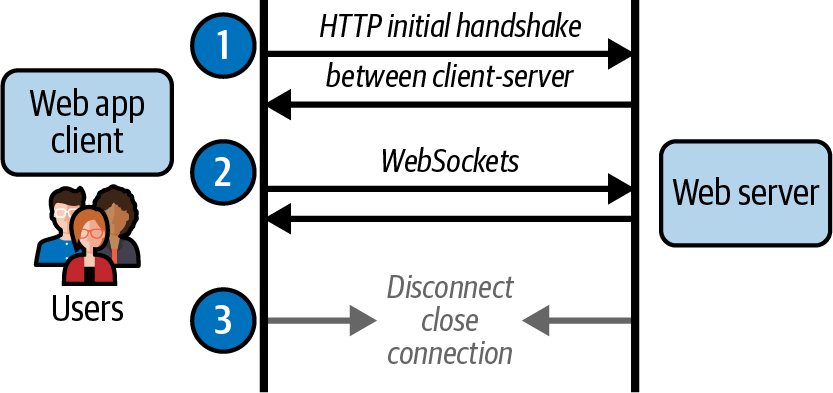 1
HTTP initial handshake
between client-server
Web app
client
2
WebSockets
Web server
Users
3
Disconnect
close
connection